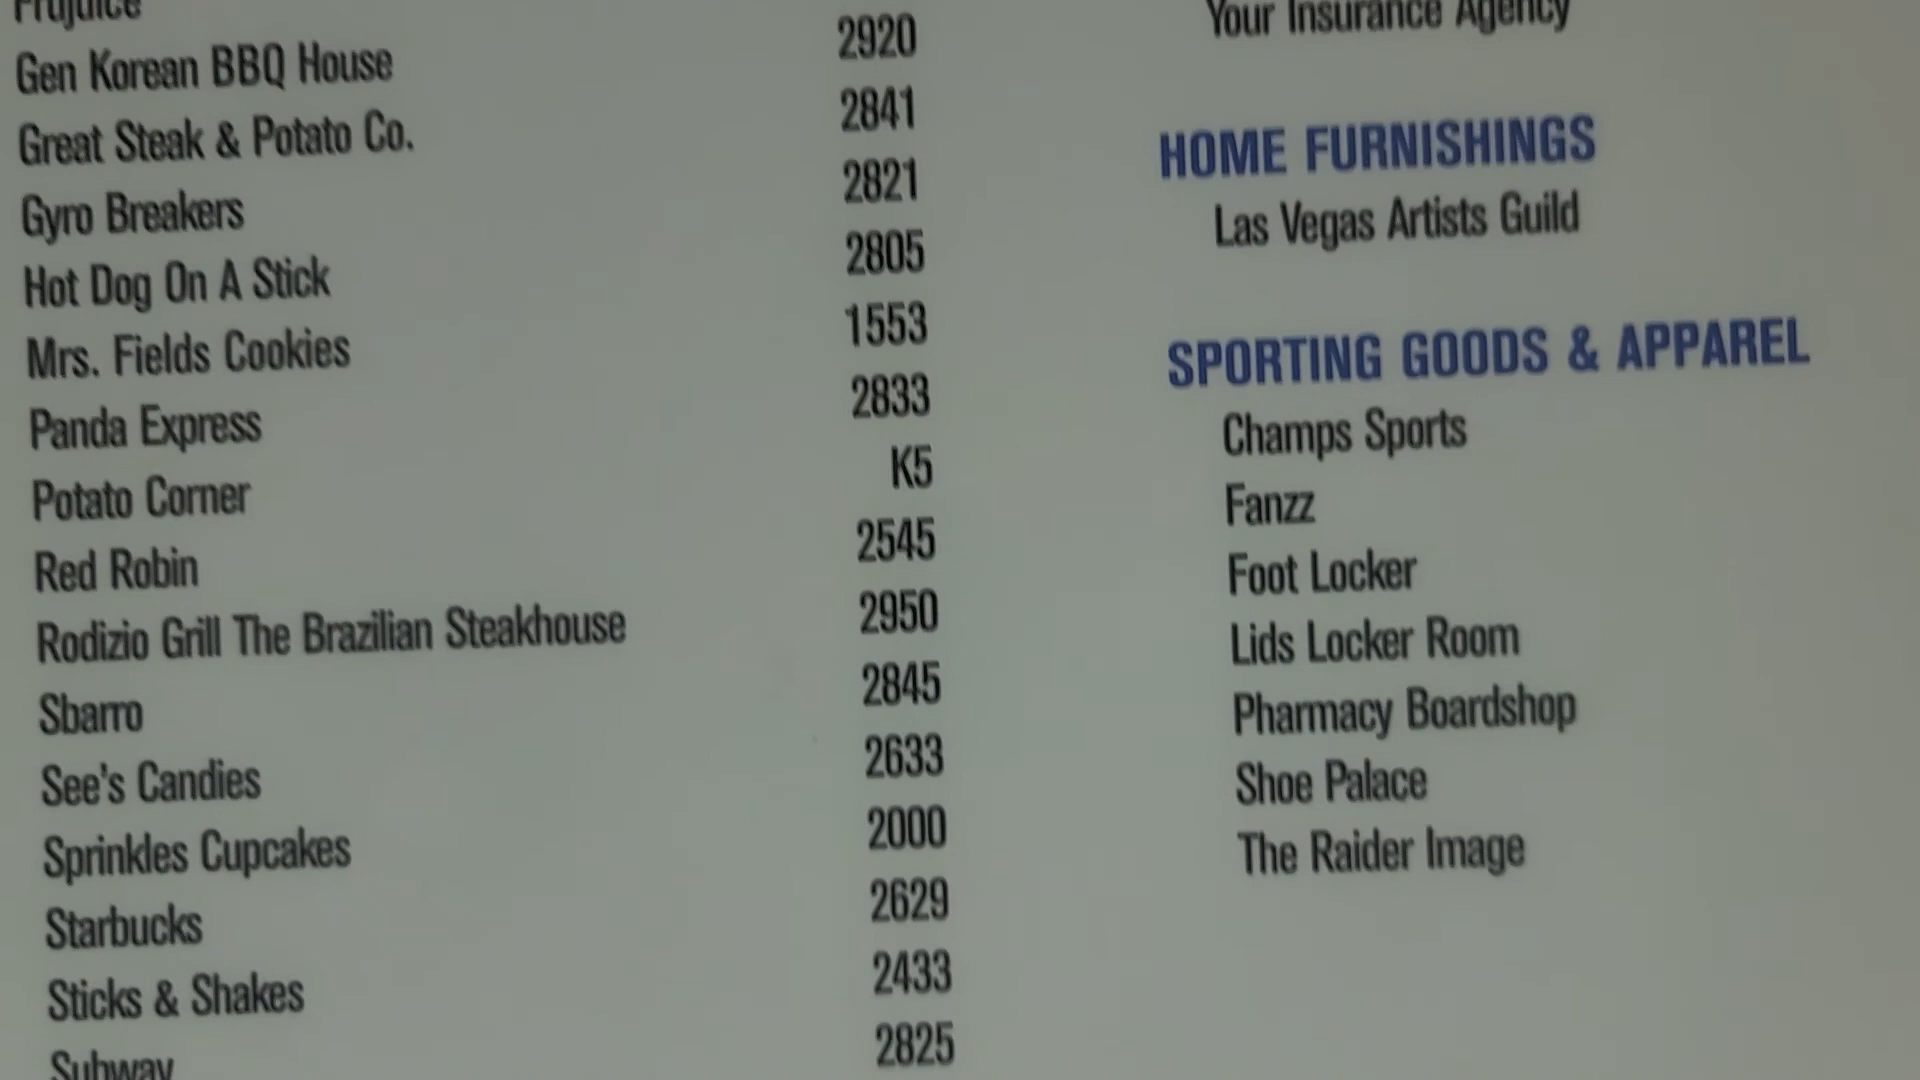 Frujuice
Gen Korean BBQ House 2920
Great Steak & Potato Co. 2841
Gyro Breakers 2821
Hot Dog On A Stick 2805
Mrs. Fields Cookies 1553
Panda Express 2833
Potato Corner K5
Red Robin 2545
Rodizio Grill The Brazilian Steakhouse 2950
Sbarro 2845
See's Candies 2633
Sprinkles Cupcakes 2000
Starbucks 2629
Sticks & Shakes 2433
Subway 2825
Your Insurance Agency
HOME FURNISHINGS
Las Vegas Artists Guild
SPORTING GOODS & APPAREL
Champs Sports
Fanzz
Foot Locker
Lids Locker Room
Pharmacy Boardshop
Shoe Palace
The Raider Image